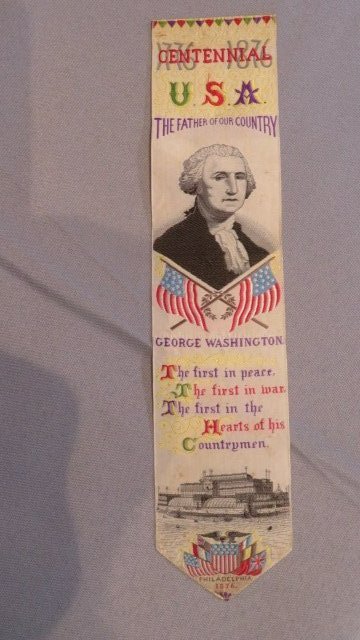 1776 1876
CENTENNIAL
U.S.A.
THE FATHER OF OUR COUNTRY
GEORGE WASHINGTON.
The first in peace.
The first in war.
The first in the
Hearts of his
Countrymen.
PHILADELPHIA
1876.